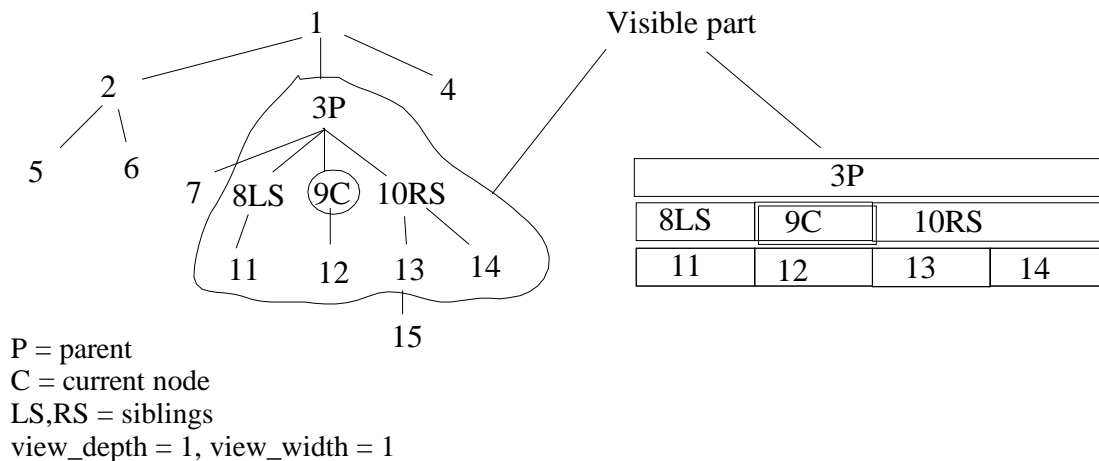 1 Visible part
2 4
3P
5 6
7 8LS 9C 10RS
11 12 13 14
15
3P
8LS 9C 10RS
11 12 13 14
P = parent
C = current node
LS,RS = siblings
view_depth = 1, view_width = 1